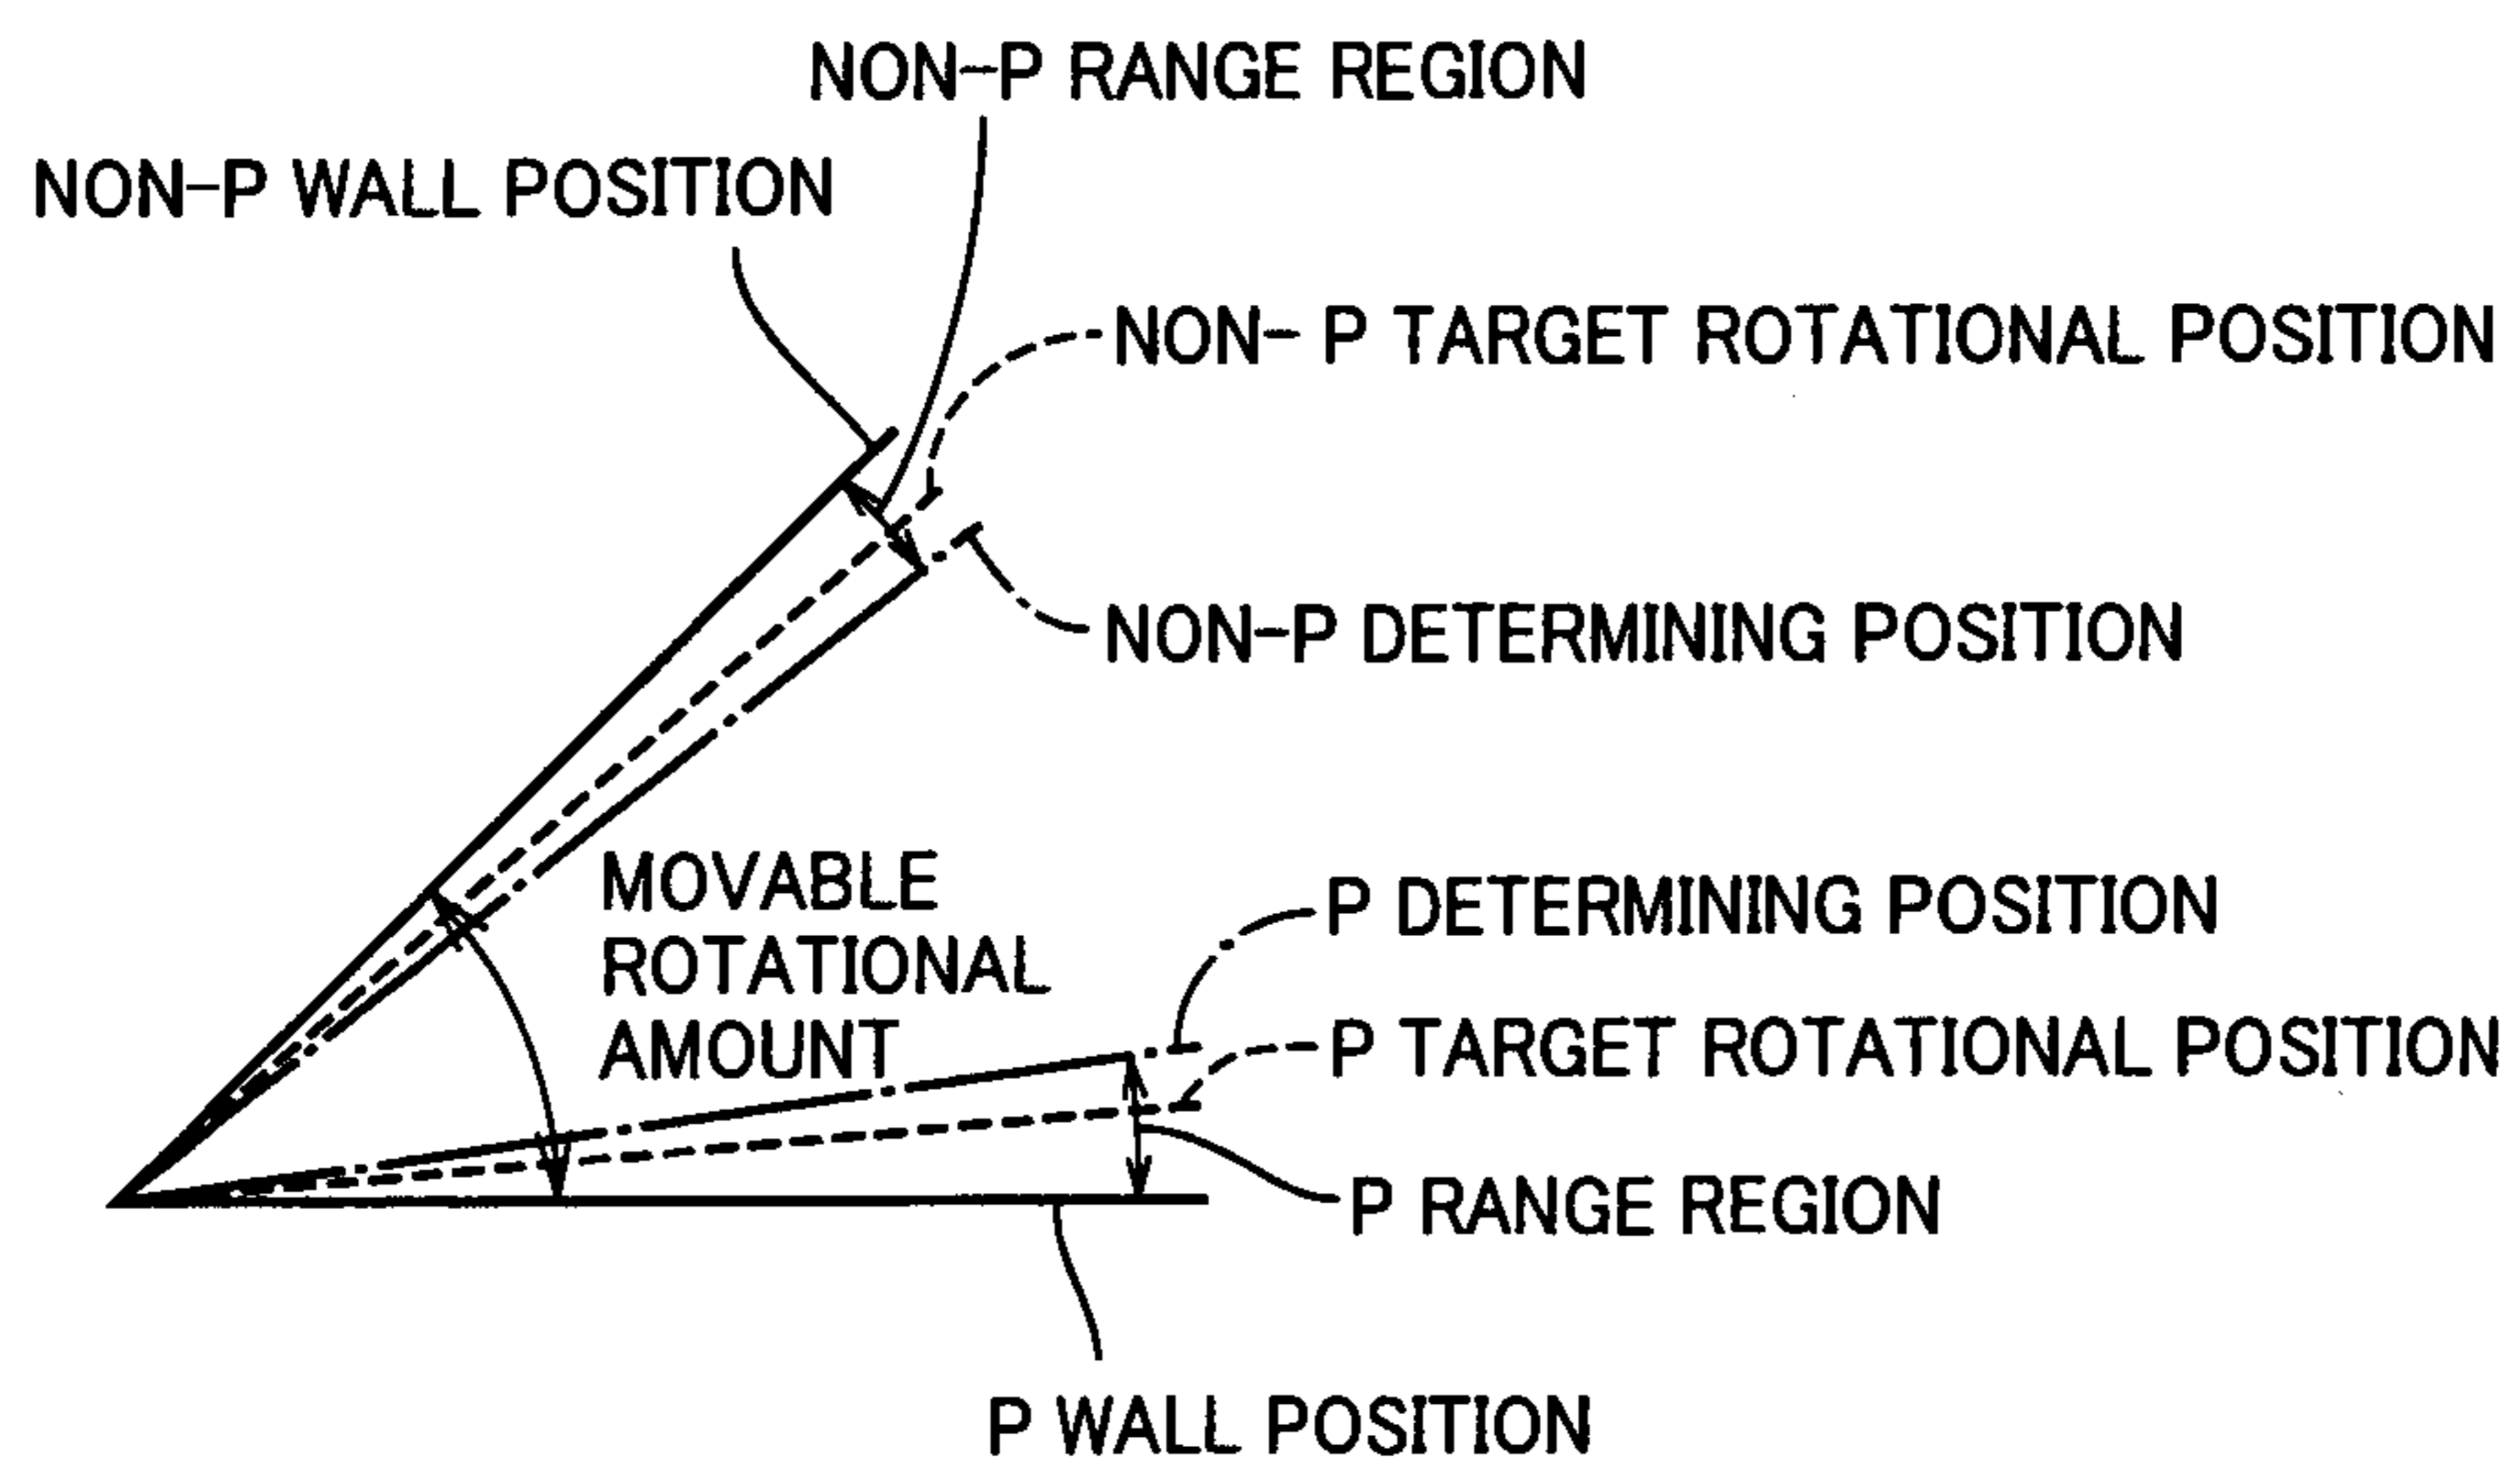 NON-P RANGE REGION
NON-P WALL POSITION
NON- P TARGET ROTATIONAL POSITION
NON-P DETERMINING POSITION
MOVABLE
ROTATIONAL
AMOUNT
P DETERMINING POSITION
P TARGET ROTATIONAL POSITION
P RANGE REGION
P WALL POSITION